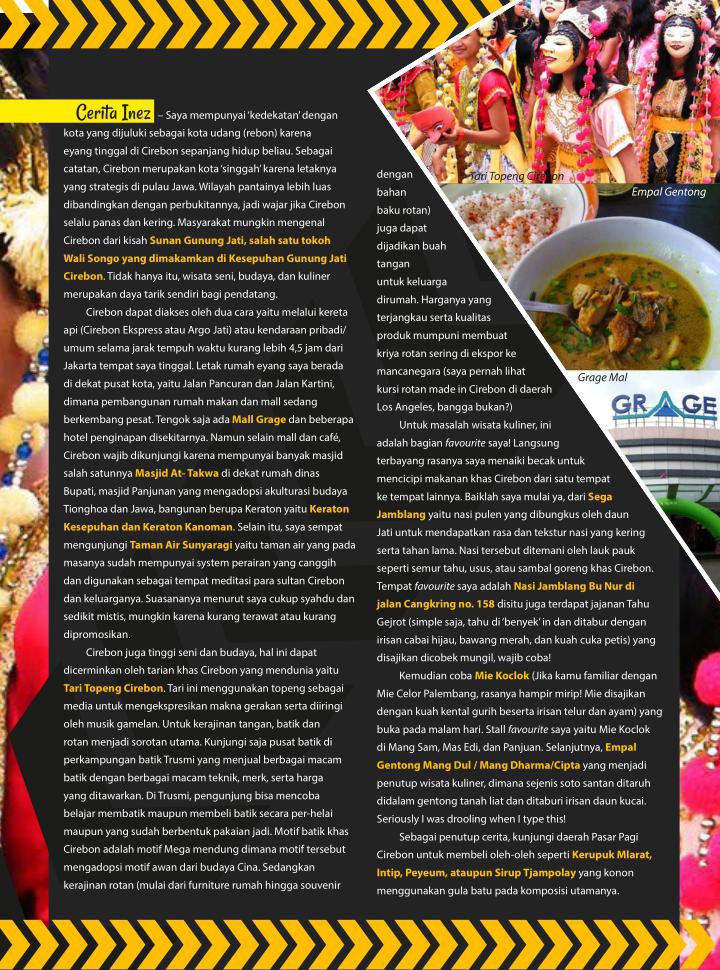 Cerita Inez – Saya mempunyai ‘kedekatan’ dengan
kota yang dijuluki sebagai kota udang (rebon) karena
eyang tinggal di Cirebon sepanjang hidup beliau. Sebagai
catatan, Cirebon merupakan kota ‘singgah’ karena letaknya
yang strategis di pulau Jawa. Wilayah pantainya lebih luas
dibandingkan dengan perbukitannya, jadi wajar jika Cirebon
selalu panas dan kering. Masyarakat mungkin mengenal
Cirebon dari kisah Sunan Gunung Jati, salah satu tokoh
Wali Songo yang dimakamkan di Kesepuhan Gunung Jati
Cirebon. Tidak hanya itu, wisata seni, budaya, dan kuliner
merupakan daya tarik sendiri bagi pendatang.
Cirebon dapat diakses oleh dua cara yaitu melalui kereta
api (Cirebon Ekspress atau Argo Jati) atau kendaraan pribadi/
umum selama jarak tempuh waktu kurang lebih 4,5 jam dari
Jakarta tempat saya tinggal. Letak rumah eyang saya berada
di dekat pusat kota, yaitu Jalan Pancuran dan Jalan Kartini,
dimana pembangunan rumah makan dan mall sedang
berkembang pesat. Tengok saja ada Mall Grage dan beberapa
hotel penginapan disekitarnya. Namun selain mall dan café,
Cirebon wajib dikunjungi karena mempunyai banyak masjid
salah satunnya Masjid At- Takwa di dekat rumah dinas
Bupati, masjid Panjunan yang mengadopsi akulturasi budaya
Tionghoa dan Jawa, bangunan berupa Keraton yaitu Keraton
Kesepuhan dan Keraton Kanoman. Selain itu, saya sempat
mengunjungi Taman Air Sunyaragi yaitu taman air yang pada
masanya sudah mempunyai system perairan yang canggih
dan digunakan sebagai tempat meditasi para sultan Cirebon
dan keluarganya. Suasananya menurut saya cukup syahdu dan
sedikit mistis, mungkin karena kurang terawat atau kurang
dipromosikan.
Cirebon juga tinggi seni dan budaya, hal ini dapat
dicerminkan oleh tarian khas Cirebon yang mendunia yaitu
Tari Topeng Cirebon. Tari ini menggunakan topeng sebagai
media untuk mengekspresikan makna gerakan serta diiringi
oleh musik gamelan. Untuk kerajinan tangan, batik dan
rotan menjadi sorotan utama. Kunjungi saja pusat batik di
perkampungan batik Trusmi yang menjual berbagai macam
batik dengan berbagai macam teknik, merk, serta harga
yang ditawarkan. Di Trusmi, pengunjung bisa mencoba
belajar membatik maupun membeli batik secara per-helai
maupun yang sudah berbentuk pakaian jadi. Motif batik khas
Cirebon adalah motif Mega mendung dimana motif tersebut
mengadopsi motif awan dari budaya Cina. Sedangkan
kerajinan rotan (mulai dari furniture rumah hingga souvenir
dengan
bahan
baku rotan)
juga dapat
dijadikan buah
tangan
untuk keluarga
dirumah. Harganya yang
terjangkau serta kualitas
produk mumpuni membuat
kriya rotan sering di ekspor ke
mancanegara (saya pernah lihat
kursi rotan made in Cirebon di daerah
Los Angeles, bangga bukan?)
Untuk masalah wisata kuliner, ini
adalah bagian favourite saya! Langsung
terbayang rasanya saya menaiki becak untuk
mencicipi makanan khas Cirebon dari satu tempat
ke tempat lainnya. Baiklah saya mulai ya, dari Sega
Jamblang yaitu nasi pulen yang dibungkus oleh daun
Jati untuk mendapatkan rasa dan tekstur nasi yang kering
serta tahan lama. Nasi tersebut ditemani oleh lauk pauk
seperti semur tahu, usus, atau sambal goreng khas Cirebon.
Tempat favourite saya adalah Nasi Jamblang Bu Nur di
jalan Cangkring no. 158 disitu juga terdapat jajanan Tahu
Gejrot (simple saja, tahu di ‘benyek’ in dan ditabur dengan
irisan cabai hijau, bawang merah, dan kuah cuka petis) yang
disajikan dicobek mungil, wajib coba!
Kemudian coba Mie Koclok (Jika kamu familiar dengan
Mie Celor Palembang, rasanya hampir mirip! Mie disajikan
dengan kuah kental gurih beserta irisan telur dan ayam) yang
buka pada malam hari. Stall favourite saya yaitu Mie Koclok
di Mang Sam, Mas Edi, dan Panjuan. Selanjutnya, Empal
Gentong Mang Dul / Mang Dharma/Cipta yang menjadi
penutup wisata kuliner, dimana sejenis soto santan ditaruh
didalam gentong tanah liat dan ditaburi irisan daun kucai.
Seriously I was drooling when I type this!
Sebagai penutup cerita, kunjungi daerah Pasar Pagi
Cirebon untuk membeli oleh-oleh seperti Kerupuk Mlarat,
Intip, Peyeum, ataupun Sirup Tjampolay yang konon
menggunakan gula batu pada komposisi utamanya.
Tari Topeng Cirebon
Empal Gentong
Grage Mal
GRAGE